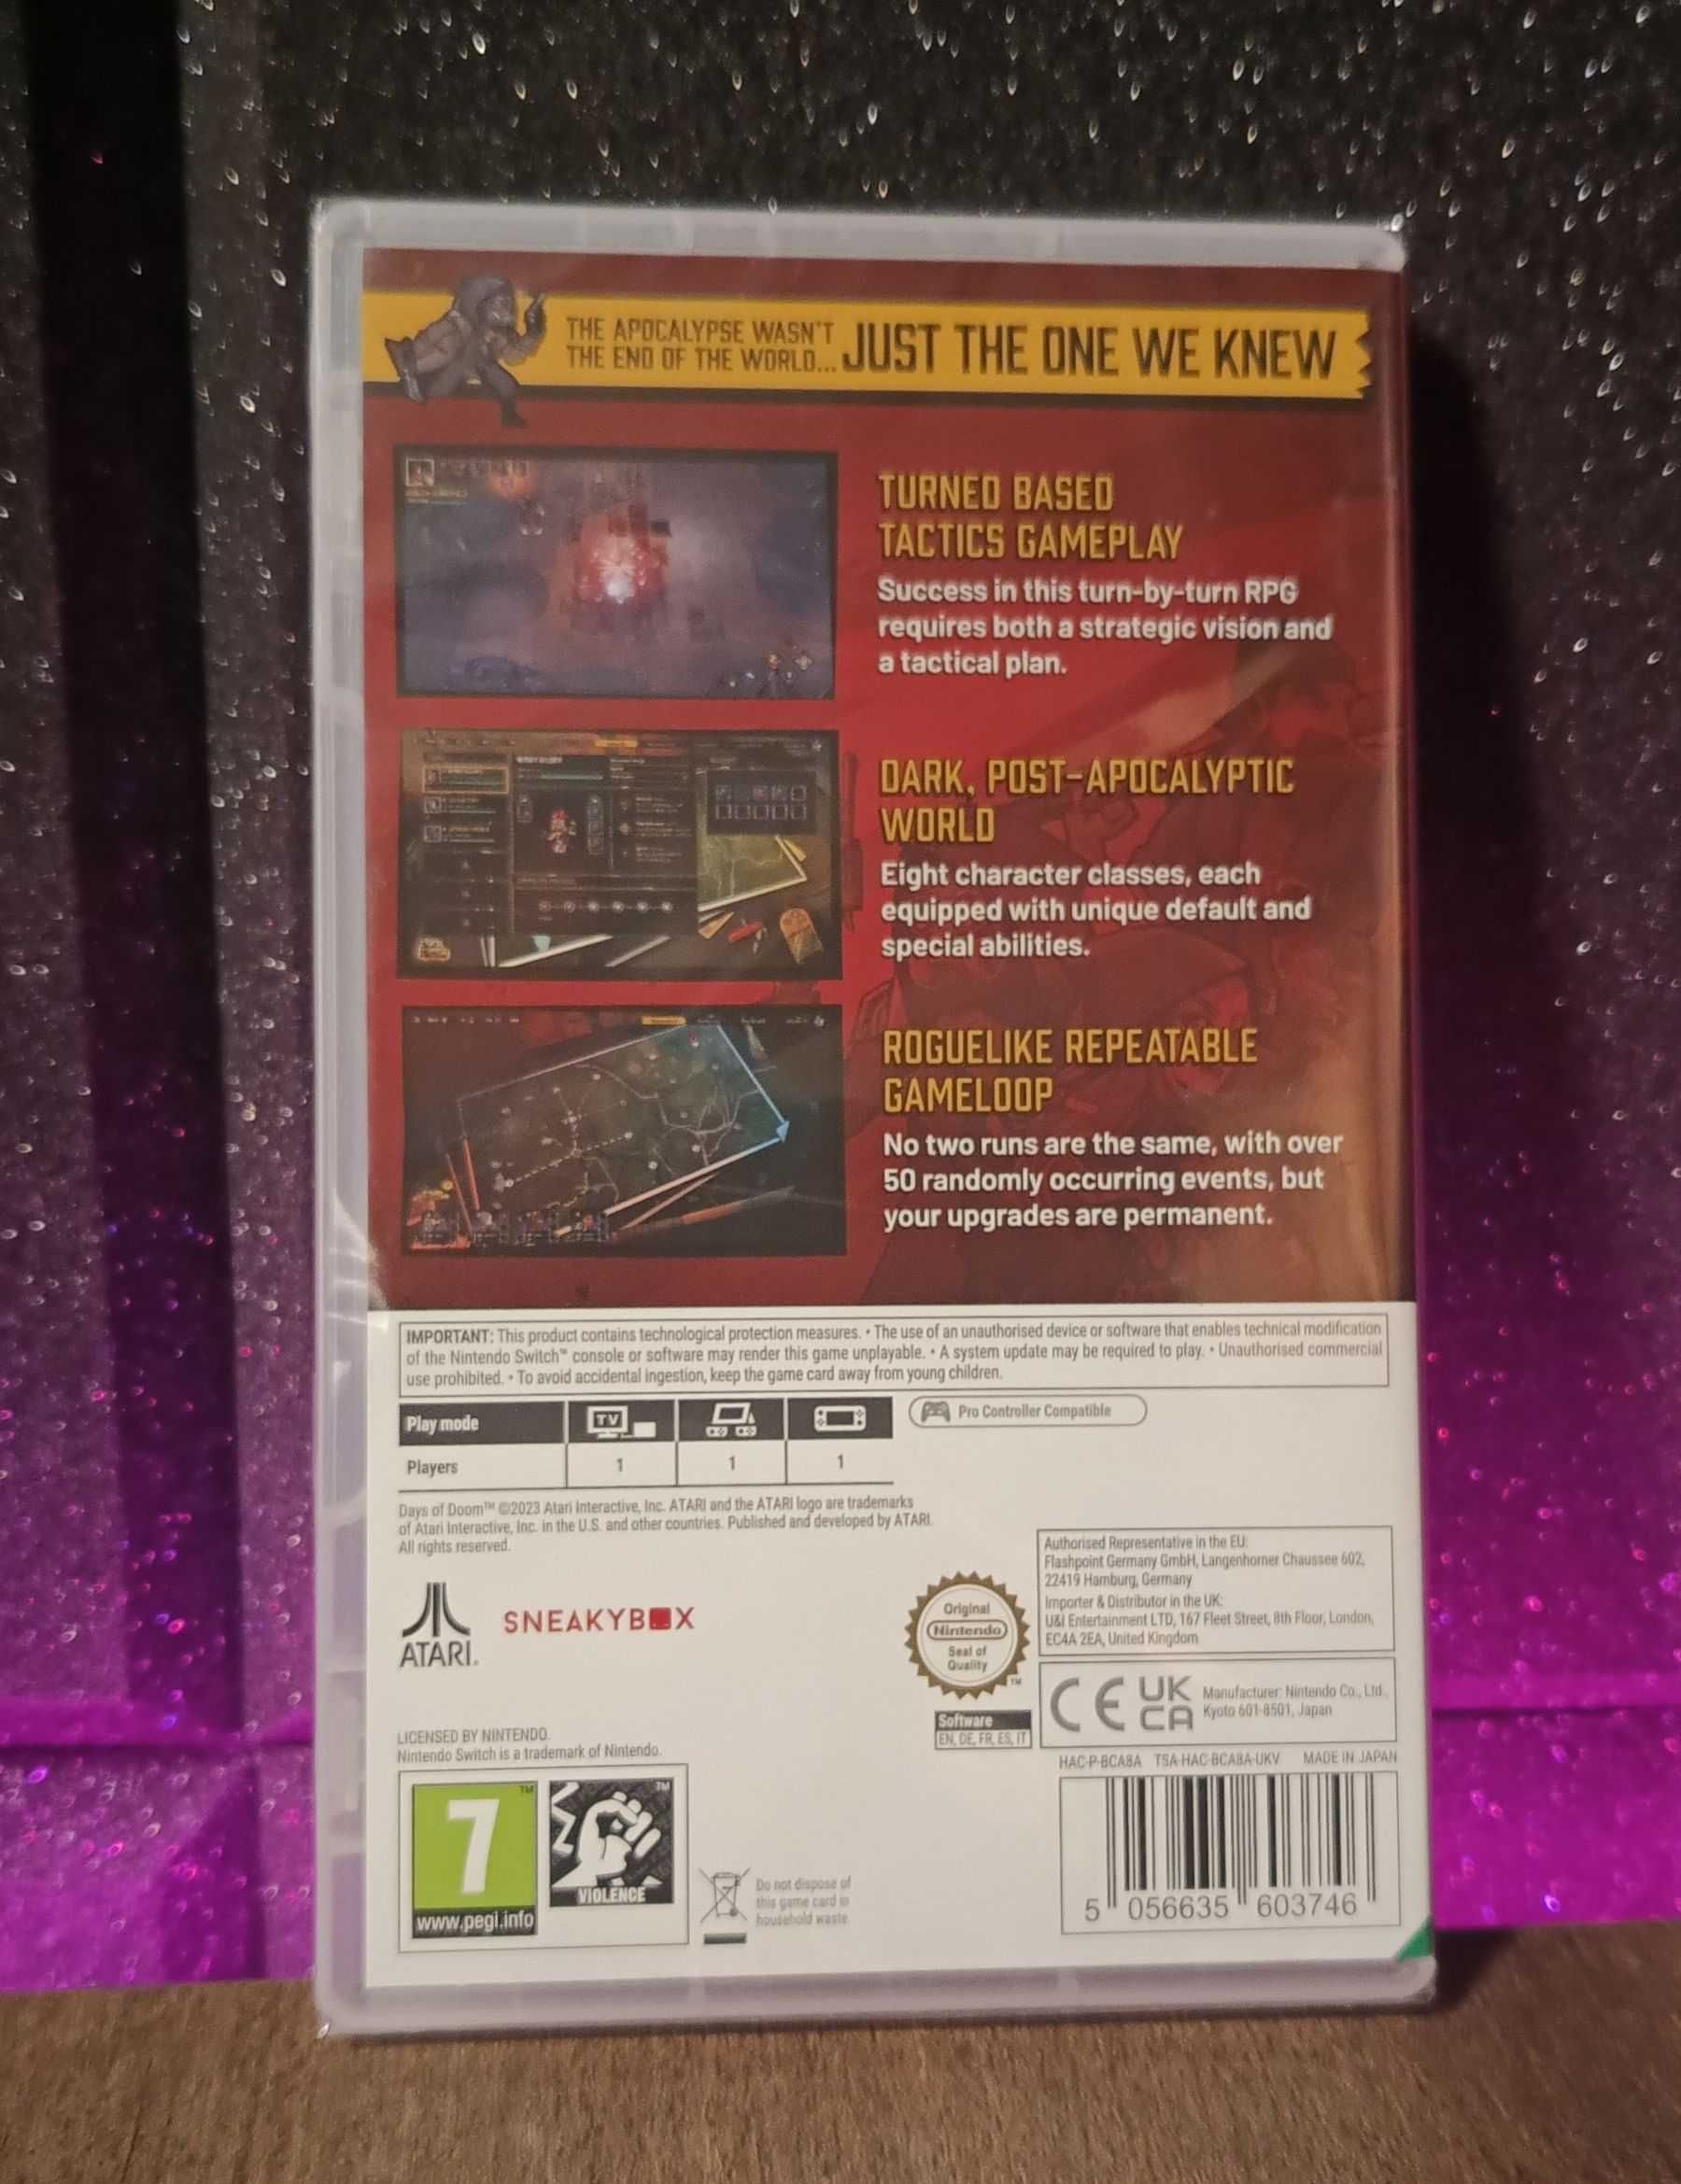 THE APOCALYPSE WASN'T
THE END OF THE WORLD...
JUST THE ONE WE KNEW
TURNED BASED
TACTICS GAMEPLAY
Success in this turn-by-turn RPG
requires both a strategic vision and
a tactical plan.
DARK, POST-APOCALYPTIC
WORLD
Eight character classes, each
equipped with unique default and
special abilities.
ROGUELIKE REPEATABLE
GAMELOOP
No two runs are the same, with over
50 randomly occurring events, but
your upgrades are permanent.
IMPORTANT: This product contains technological protection measures. • The use of an unauthorised device or software that enables technical modification
of the Nintendo Switch™ console or software may render this game unplayable. • A system update may be required to play. • Unauthorised commercial
use prohibited. • To avoid accidental ingestion, keep the game card away from young children.
Play mode TV
Pro Controller Compatible
Players 1 1 1
Days of Doom™ ©2023 Atari Interactive, Inc. ATARI and the ATARI logo are trademarks
of Atari Interactive, Inc. in the U.S. and other countries. Published and developed by ATARI.
All rights reserved.
ATARI.
SNEAKYBOX
Original
Nintendo
Seal of
Quality
TM
Software
EN, DE, FR, ES, IT
Authorised Representative in the EU:
Flashpoint Germany GmbH, Langenhorner Chaussee 602,
22419 Hamburg, Germany
Importer & Distributor in the UK:
U&I Entertainment LTD, 167 Fleet Street, 8th Floor, London,
EC4A 2EA, United Kingdom
CE UK CA
Manufacturer: Nintendo Co., Ltd.,
Kyoto 601-8501, Japan
LICENSED BY NINTENDO.
Nintendo Switch is a trademark of Nintendo.
HAC-P-BCA8A TSA-HAC-BCA8A-UKV MADE IN JAPAN
7 TM
www.pegi.info
TM
VIOLENCE
Do not dispose of
this game card in
household waste
5 056635 603746